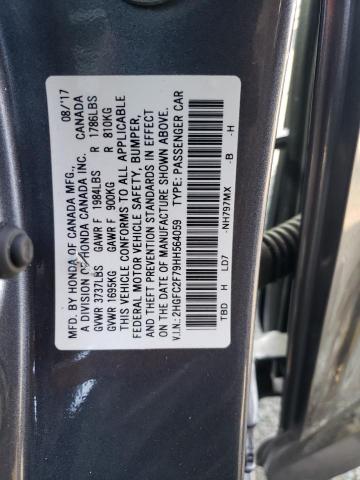 MFD. BY HONDA OF CANADA MFG., 08/'17
A DIVISION OF HONDA CANADA INC. CANADA
GVWR 3737LBS GAWR F 1984LBS R 1786LBS
GVWR 1695KG GAWR F 900KG R 810KG
THIS VEHICLE CONFORMS TO ALL APPLICABLE
FEDERAL MOTOR VEHICLE SAFETY, BUMPER,
AND THEFT PREVENTION STANDARDS IN EFFECT
ON THE DATE OF MANUFACTURE SHOWN ABOVE.
V.I.N.: 2HGFC2F79HH564059 TYPE: PASSENGER CAR
NH797MX -B -H
TBD H LD7